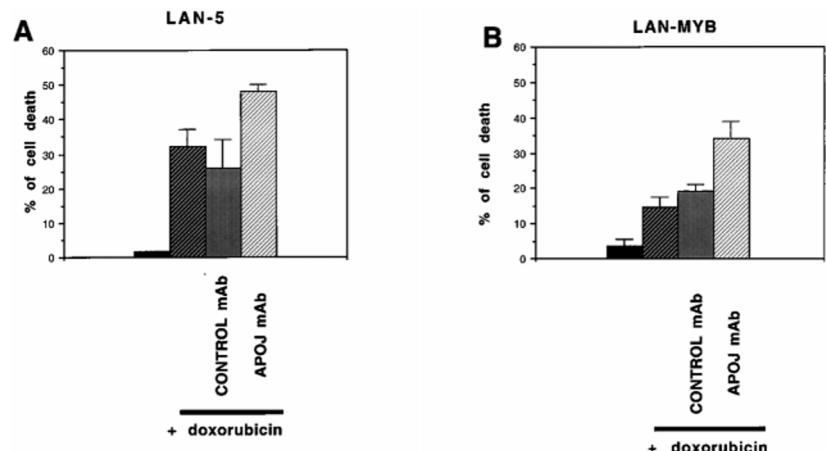 A
LAN-5
60
50
40
30
20
10
0
% of cell death
CONTROL mAb
APOJ mAb
+ doxorubicin
B
LAN-MYB
60
50
40
30
20
10
0
% of cell death
CONTROL mAb
APOJ mAb
+ doxorubicin